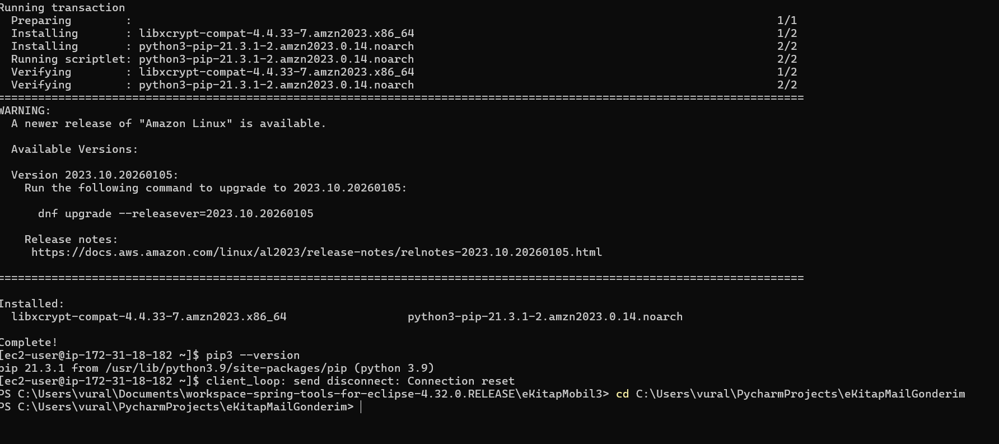 Running transaction
  Preparing        :                                                                                                1/1
  Installing       : libxcrypt-compat-4.4.33-7.amzn2023.x86_64                                                      1/2
  Installing       : python3-pip-21.3.1-2.amzn2023.0.14.noarch                                                      2/2
  Running scriptlet: python3-pip-21.3.1-2.amzn2023.0.14.noarch                                                      2/2
  Verifying        : libxcrypt-compat-4.4.33-7.amzn2023.x86_64                                                      1/2
  Verifying        : python3-pip-21.3.1-2.amzn2023.0.14.noarch                                                      2/2
========================================================================================================================
WARNING:
  A newer release of "Amazon Linux" is available.

  Available Versions:

  Version 2023.10.20260105:
    Run the following command to upgrade to 2023.10.20260105:

      dnf upgrade --releasever=2023.10.20260105

    Release notes:
     https://docs.aws.amazon.com/linux/al2023/release-notes/relnotes-2023.10.20260105.html

========================================================================================================================

Installed:
  libxcrypt-compat-4.4.33-7.amzn2023.x86_64                  python3-pip-21.3.1-2.amzn2023.0.14.noarch

Complete!
[ec2-user@ip-172-31-18-182 ~]$ pip3 --version
pip 21.3.1 from /usr/lib/python3.9/site-packages/pip (python 3.9)
[ec2-user@ip-172-31-18-182 ~]$ client_loop: send disconnect: Connection reset
PS C:\Users\vural\Documents\workspace-spring-tools-for-eclipse-4.32.0.RELEASE\eKitapMobil3> cd C:\Users\vural\PycharmProjects\eKitapMailGonderim
PS C:\Users\vural\PycharmProjects\eKitapMailGonderim>